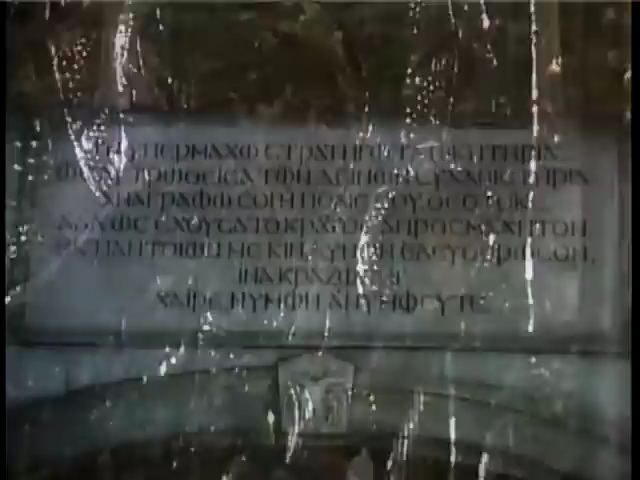 ΤΗ ΥΠΕΡΜΑΧΩ ΣΤΡΑΤΗΓΩ ΤΑ ΝΙΚΗΤΗΡΙΑ
ΩΣ ΛΥΤΡΩΘΕΙΣΑ ΤΩΝ ΔΕΙΝΩΝ ΕΥΧΑΡΙΣΤΗΡΙΑ
ΑΝΑΓΡΑΦΩ ΣΟΙ Η ΠΟΛΙΣ ΣΟΥ ΘΕΟΤΟΚΕ
ΑΛΛ ΩΣ ΕΧΟΥΣΑ ΤΟ ΚΡΑΤΟΣ ΑΠΡΟΣΜΑΧΗΤΟΝ
ΕΚ ΠΑΝΤΟΙΩΝ ΜΕ ΚΙΝΔΥΝΩΝ ΕΛΕΥΘΕΡΩΣΟΝ,
ΙΝΑ ΚΡΑΖΩ ΣΟΙ
ΧΑΙΡΕ ΝΥΜΦΗ ΑΝΥΜΦΕΥΤΕ